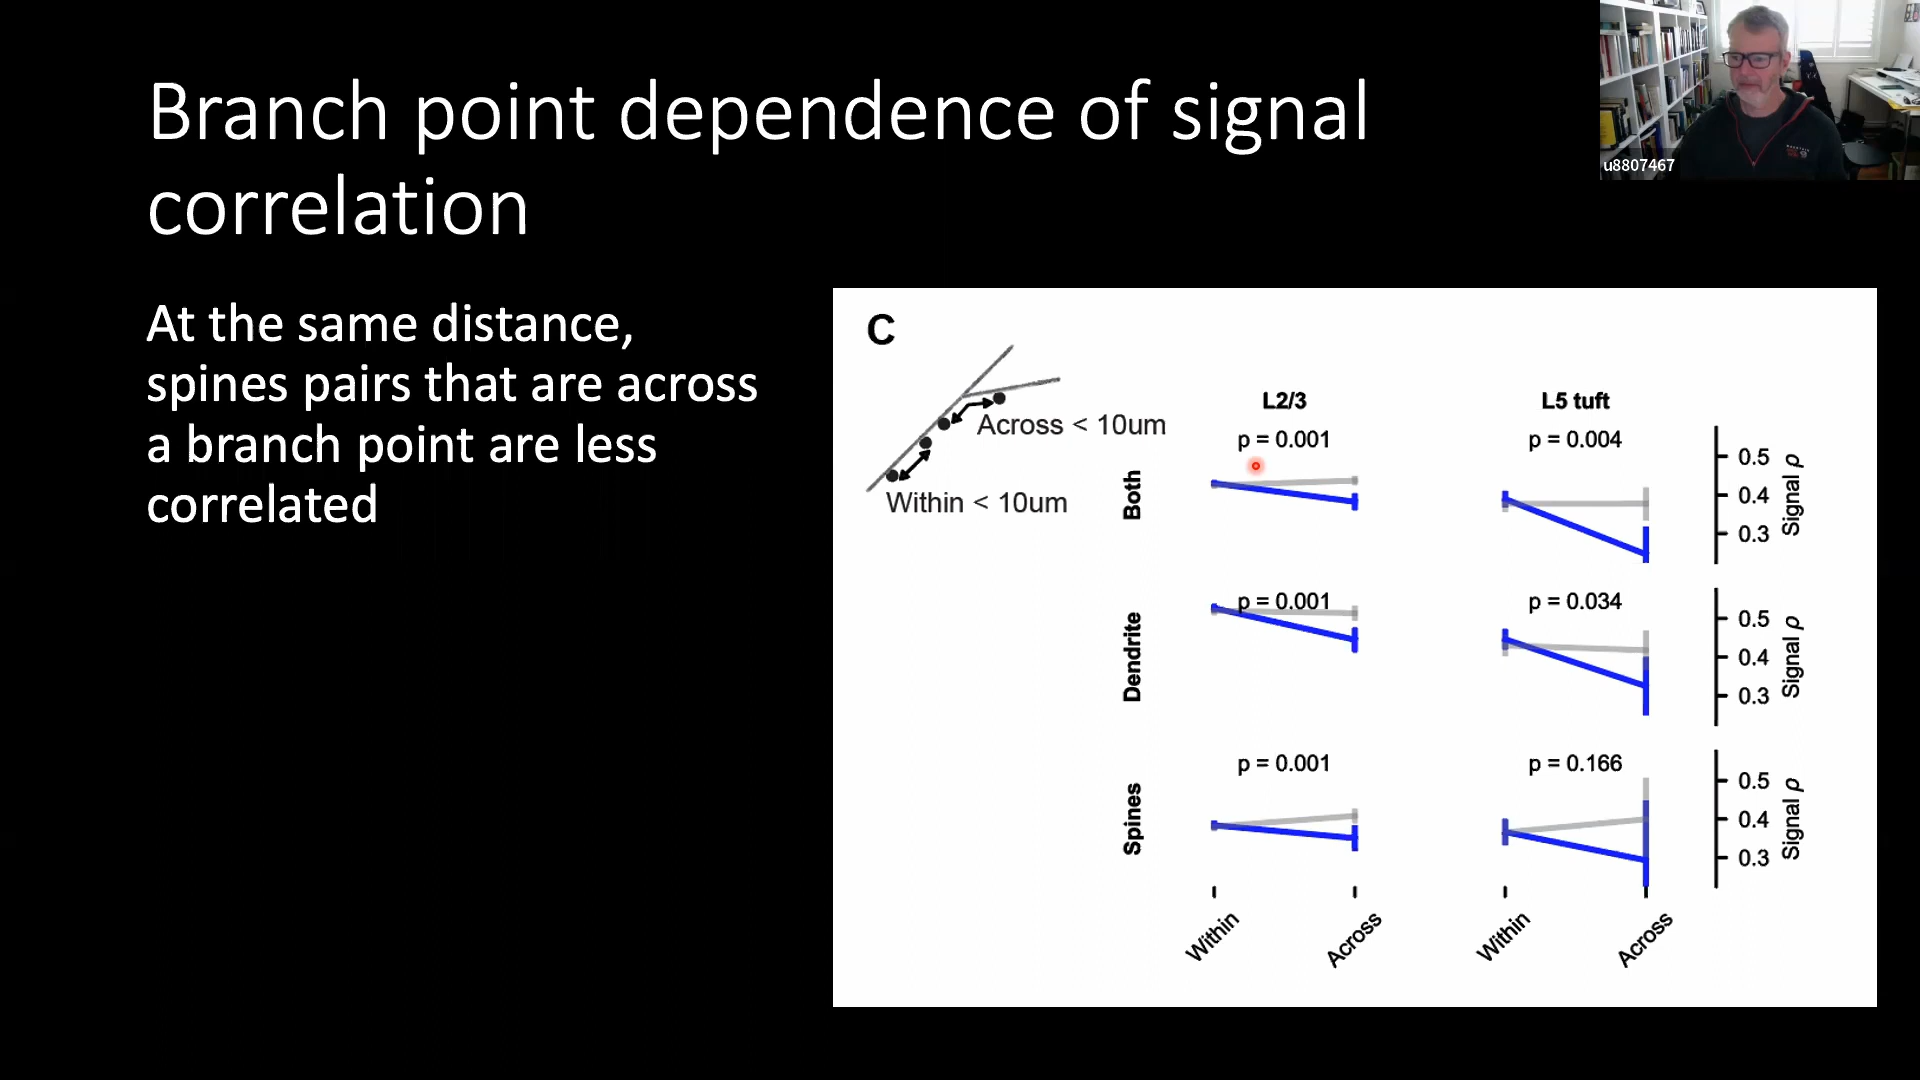 Branch point dependence of signal
correlation
u8807467
At the same distance,
spines pairs that are across
a branch point are less
correlated
C
Across < 10um
Within < 10um
L2/3
L5 tuft
Both
p = 0.001
p = 0.004
0.5
0.4
0.3
Signal ρ
Dendrite
p = 0.001
p = 0.034
0.5
0.4
0.3
Signal ρ
Spines
p = 0.001
p = 0.166
0.5
0.4
0.3
Signal ρ
Within
Across
Within
Across